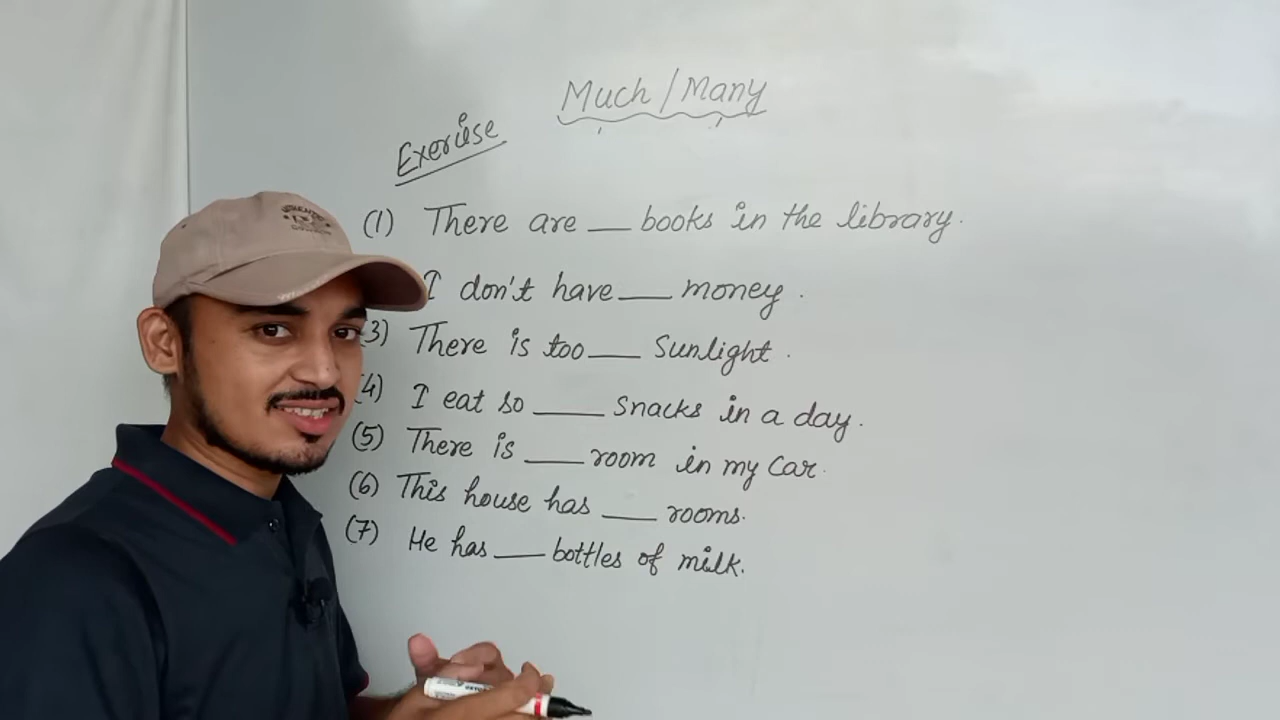 Much/Many
Exercise
(1) There are ___ books in the library.
I don't have ___ money.
(3) There is too ___ Sunlight.
(4) I eat so ___ snacks in a day.
(5) There is ___ room in my Car.
(6) This house has ___ rooms.
(7) He has ___ bottles of milk.